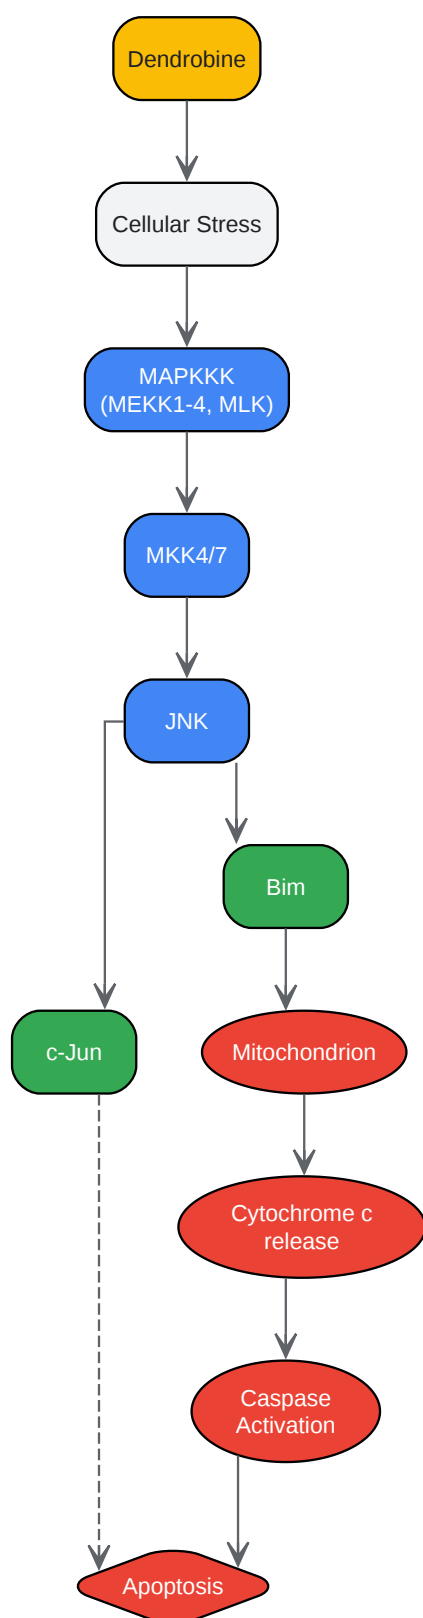 Dendrobine
Cellular Stress
MAPKKK
(MEKK1-4, MLK)
MKK4/7
JNK
Bim
c-Jun
Mitochondrion
Cytochrome c
release
Caspase
Activation
Apoptosis